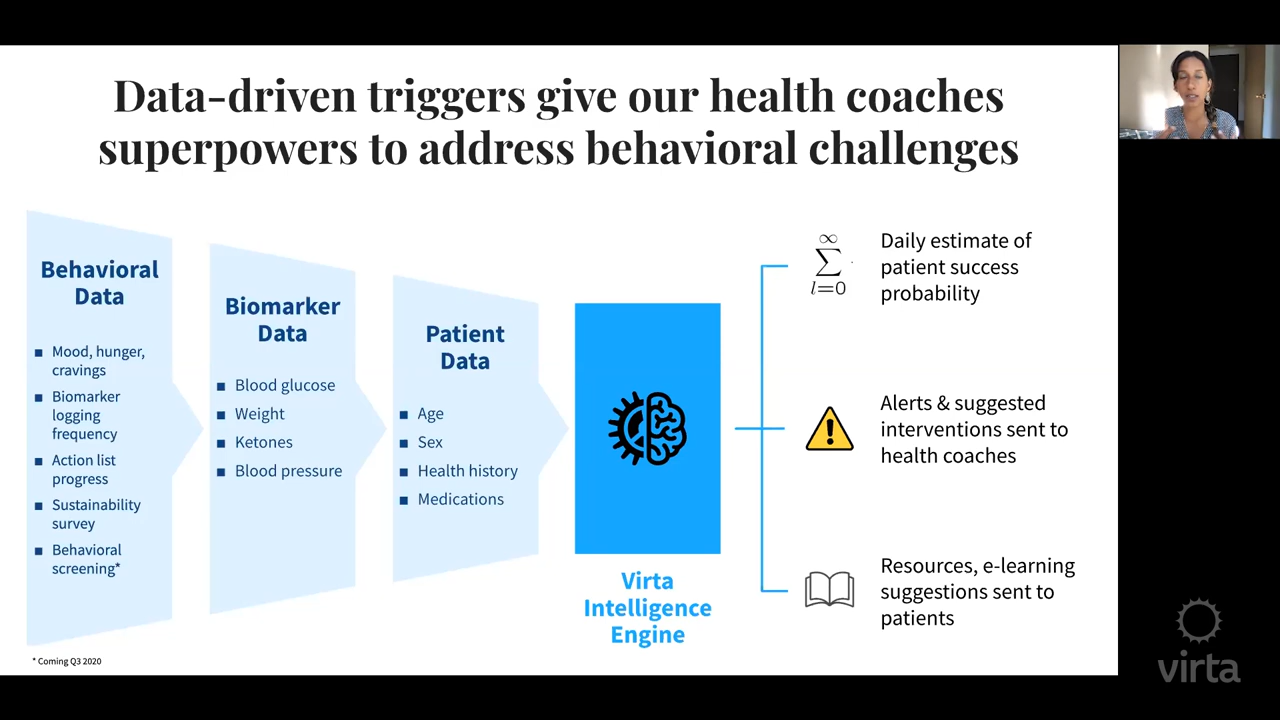 Data-driven triggers give our health coaches
superpowers to address behavioral challenges
Behavioral
Data
■ Mood, hunger,
cravings
■ Biomarker
logging
frequency
■ Action list
progress
■ Sustainability
survey
■ Behavioral
screening*
Biomarker
Data
■ Blood glucose
■ Weight
■ Ketones
■ Blood pressure
Patient
Data
■ Age
■ Sex
■ Health history
■ Medications
Virta
Intelligence
Engine
∞
∑
l=0
Daily estimate of
patient success
probability
Alerts & suggested
interventions sent to
health coaches
Resources, e-learning
suggestions sent to
patients
* Coming Q3 2020
virta